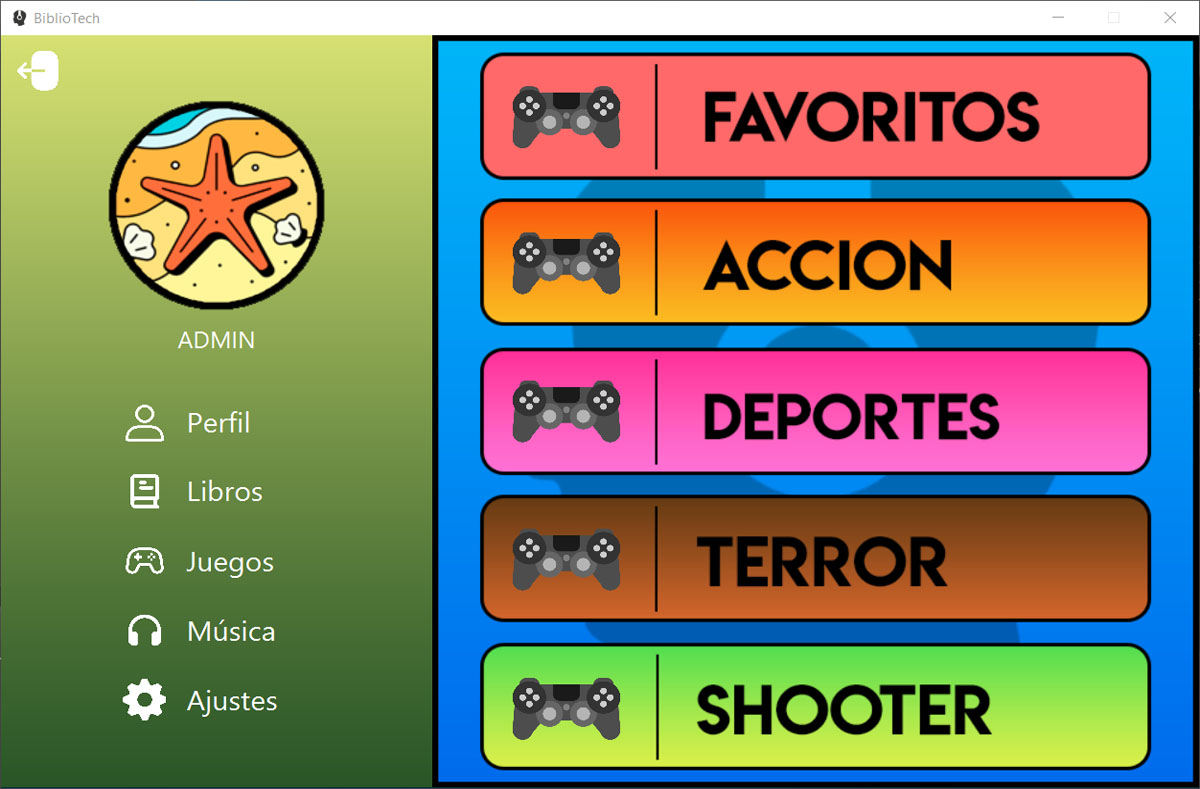 BiblioTech
ADMIN
Perfil
Libros
Juegos
Música
Ajustes
FAVORITOS
ACCION
DEPORTES
TERROR
SHOOTER